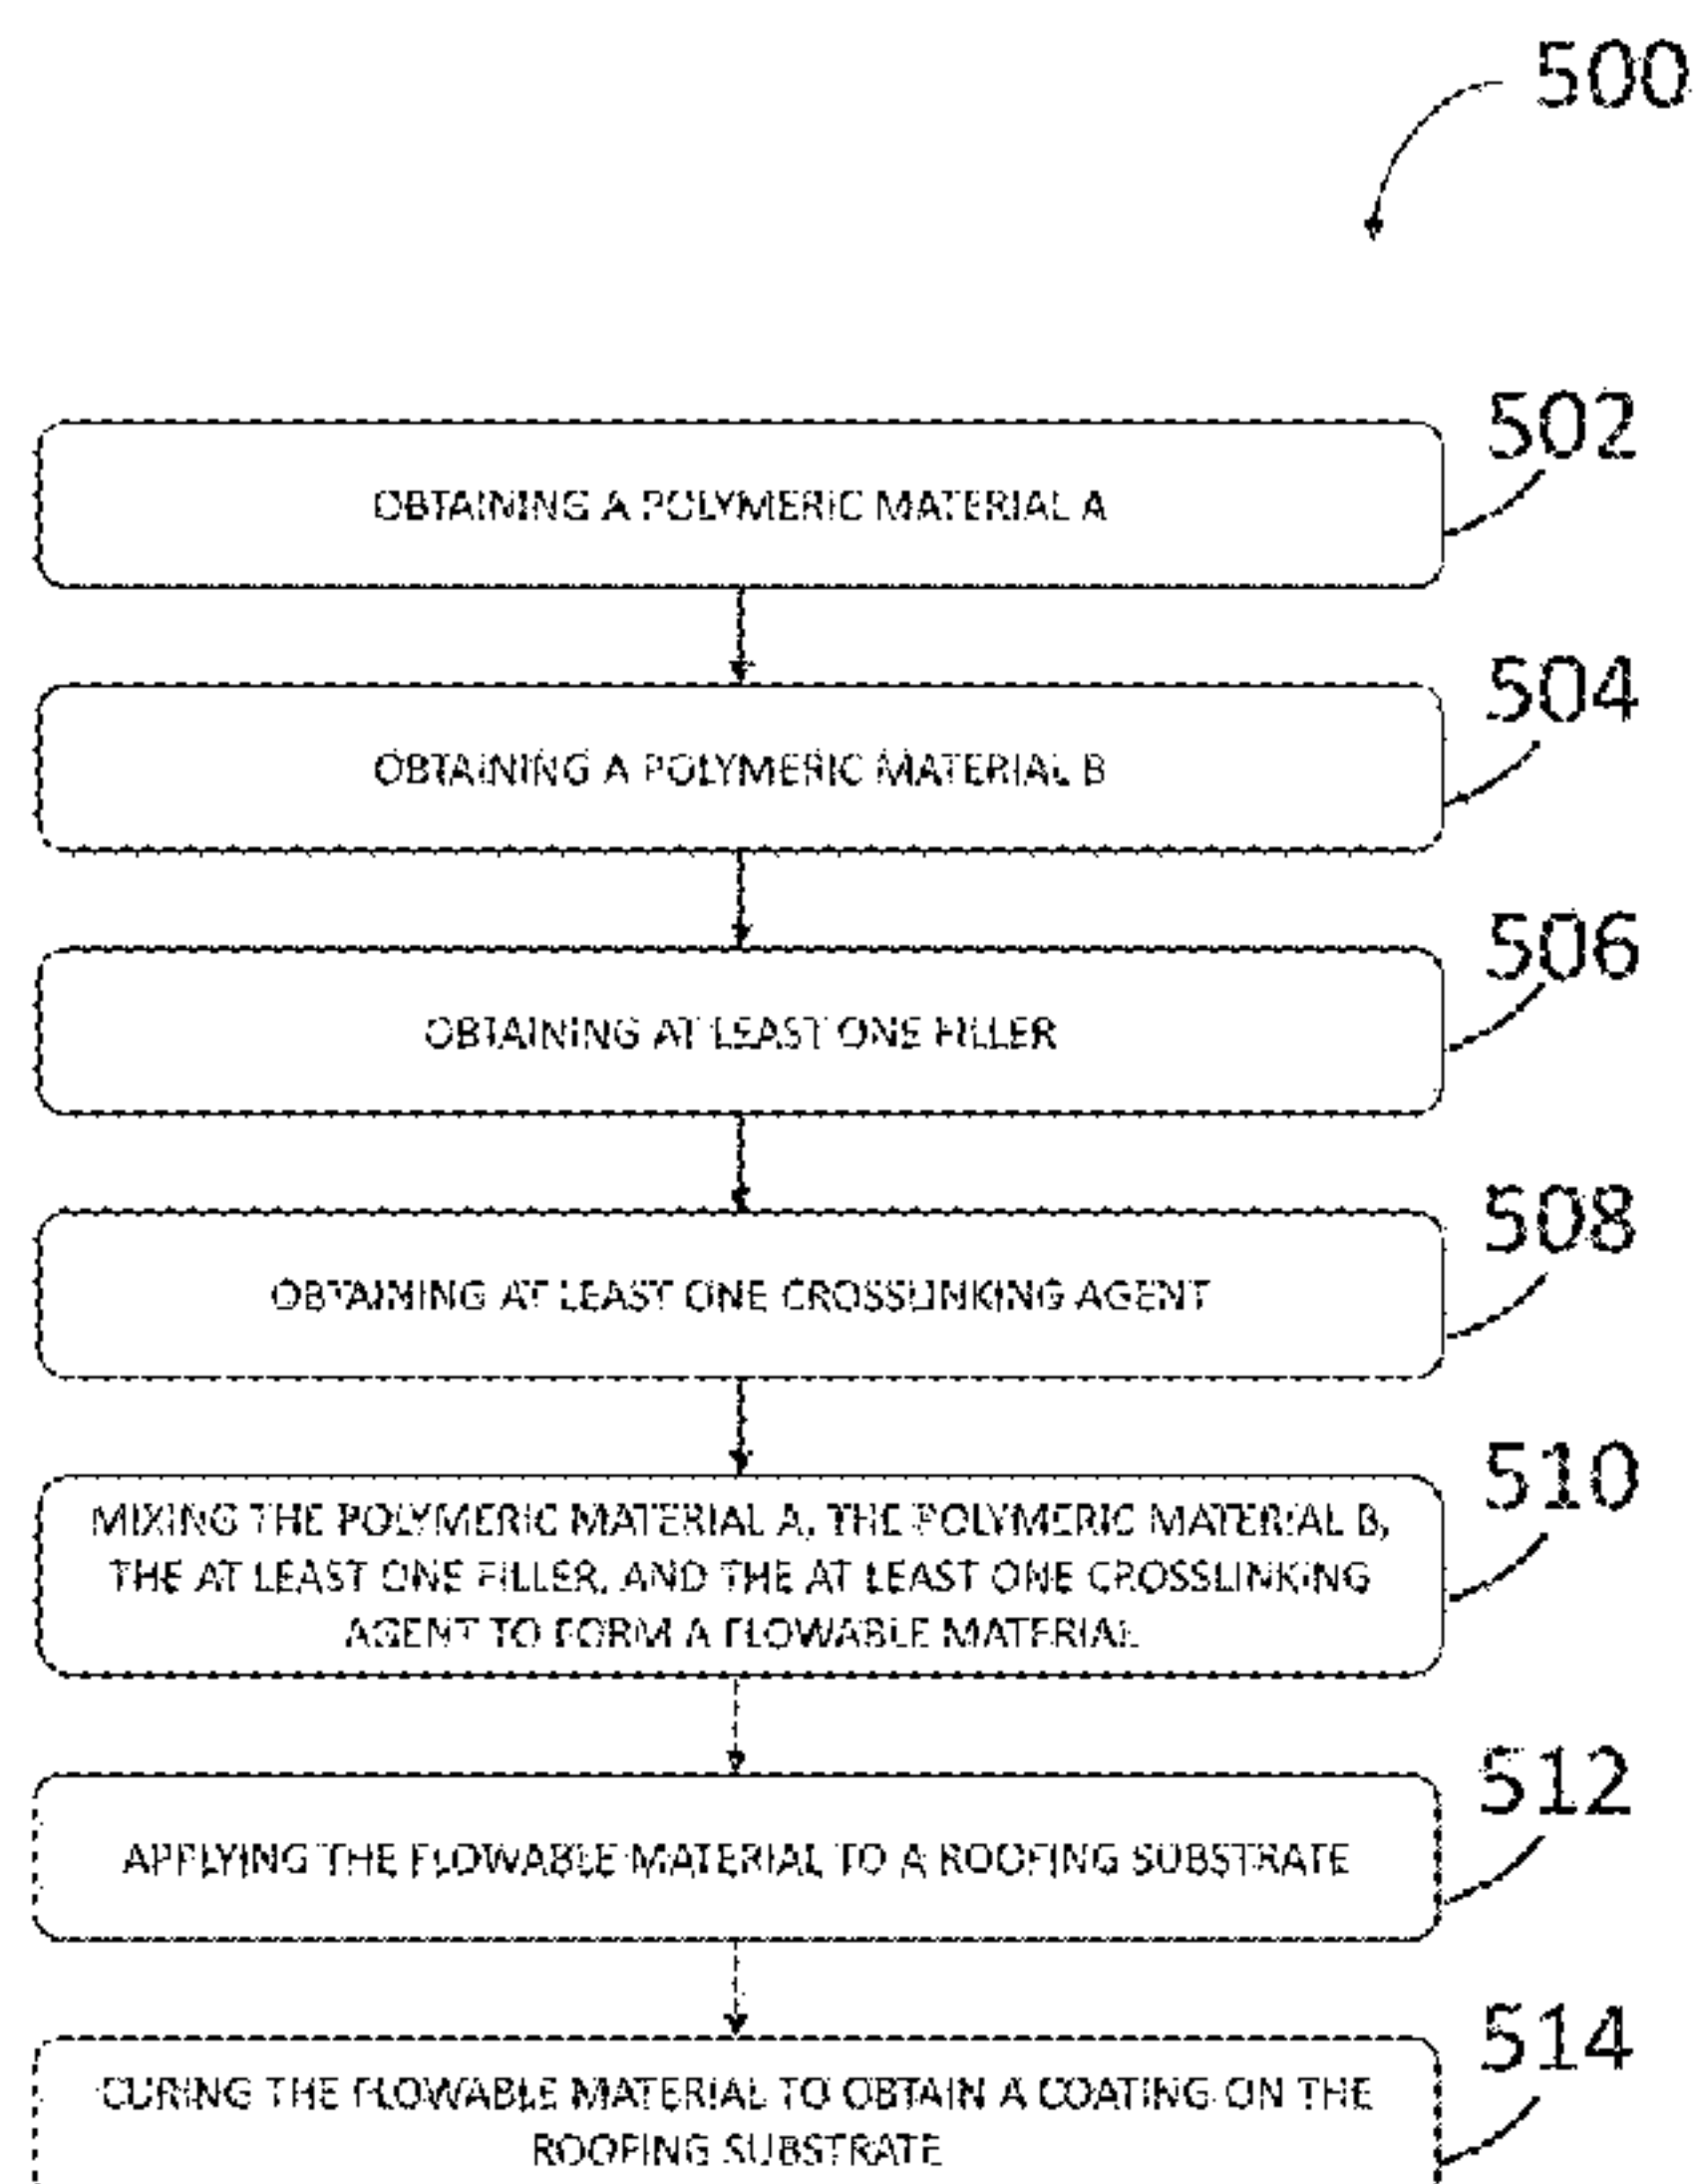 500
502
OBTAINING A POLYMERIC MATERIAL A
504
OBTAINING A POLYMERIC MATERIAL B
506
OBTAINING AT LEAST ONE FILLER
508
OBTAINING AT LEAST ONE CROSSLINKING AGENT
510
MIXING THE POLYMERIC MATERIAL A, THE POLYMERIC MATERIAL B,
THE AT LEAST ONE FILLER, AND THE AT LEAST ONE CROSSLINKING
AGENT TO FORM A FLOWABLE MATERIAL
512
APPLYING THE FLOWABLE MATERIAL TO A ROOFING SUBSTRATE
514
CURING THE FLOWABLE MATERIAL TO OBTAIN A COATING ON THE
ROOFING SUBSTRATE